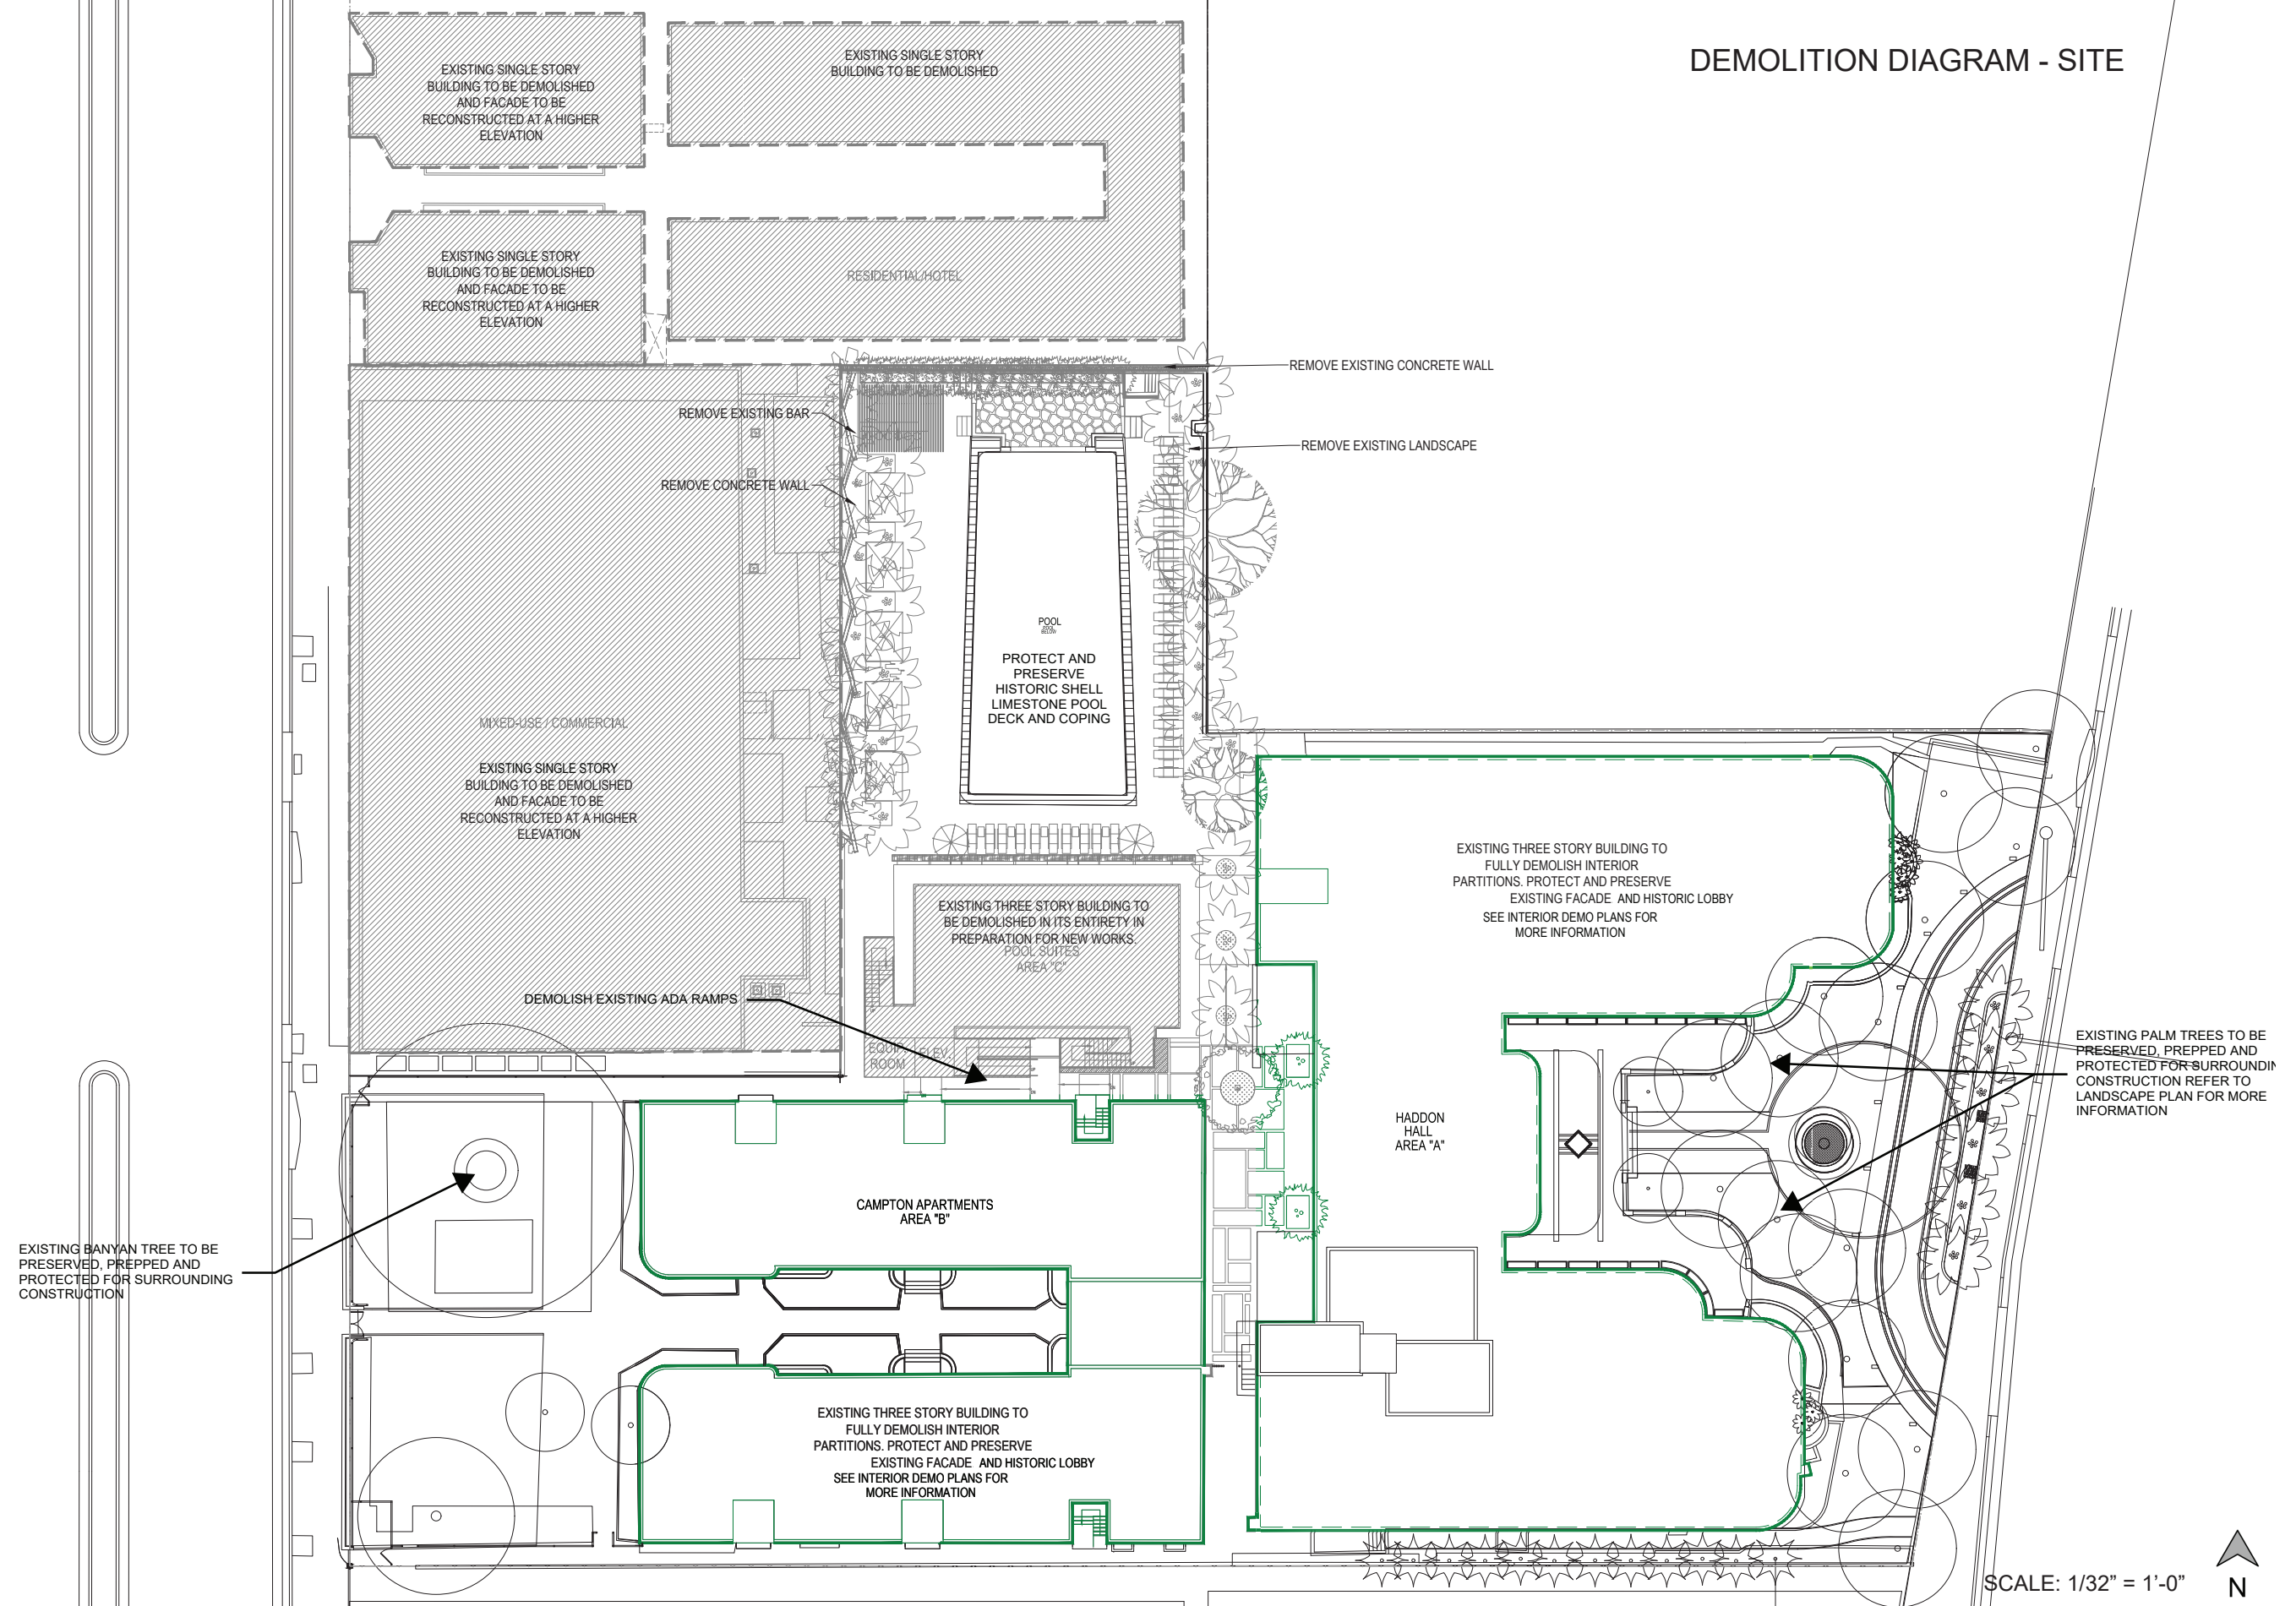 DEMOLITION DIAGRAM - SITE
EXISTING SINGLE STORY
BUILDING TO BE DEMOLISHED
AND FACADE TO BE
RECONSTRUCTED AT A HIGHER
ELEVATION
EXISTING SINGLE STORY
BUILDING TO BE DEMOLISHED
EXISTING SINGLE STORY
BUILDING TO BE DEMOLISHED
AND FACADE TO BE
RECONSTRUCTED AT A HIGHER
ELEVATION
RESIDENTIAL/HOTEL
REMOVE EXISTING CONCRETE WALL
REMOVE EXISTING BAR
REMOVE EXISTING LANDSCAPE
REMOVE CONCRETE WALL
POOL
POOL
BELOW
PROTECT AND
PRESERVE
HISTORIC SHELL
LIMESTONE POOL
DECK AND COPING
MIXED-USE / COMMERCIAL
EXISTING SINGLE STORY
BUILDING TO BE DEMOLISHED
AND FACADE TO BE
RECONSTRUCTED AT A HIGHER
ELEVATION
EXISTING THREE STORY BUILDING TO
FULLY DEMOLISH INTERIOR
PARTITIONS. PROTECT AND PRESERVE
EXISTING FACADE AND HISTORIC LOBBY
SEE INTERIOR DEMO PLANS FOR
MORE INFORMATION
EXISTING THREE STORY BUILDING TO
BE DEMOLISHED IN ITS ENTIRETY IN
PREPARATION FOR NEW WORKS.
POOL SUITES
AREA "C"
DEMOLISH EXISTING ADA RAMPS
EQUIP.
ROOM
ELEV.
EXISTING PALM TREES TO BE
PRESERVED, PREPPED AND
PROTECTED FOR SURROUNDIN
CONSTRUCTION REFER TO
LANDSCAPE PLAN FOR MORE
INFORMATION
HADDON
HALL
AREA "A"
CAMPTON APARTMENTS
AREA "B"
EXISTING BANYAN TREE TO BE
PRESERVED, PREPPED AND
PROTECTED FOR SURROUNDING
CONSTRUCTION
EXISTING THREE STORY BUILDING TO
FULLY DEMOLISH INTERIOR
PARTITIONS. PROTECT AND PRESERVE
EXISTING FACADE AND HISTORIC LOBBY
SEE INTERIOR DEMO PLANS FOR
MORE INFORMATION
SCALE: 1/32” = 1’-0”
N